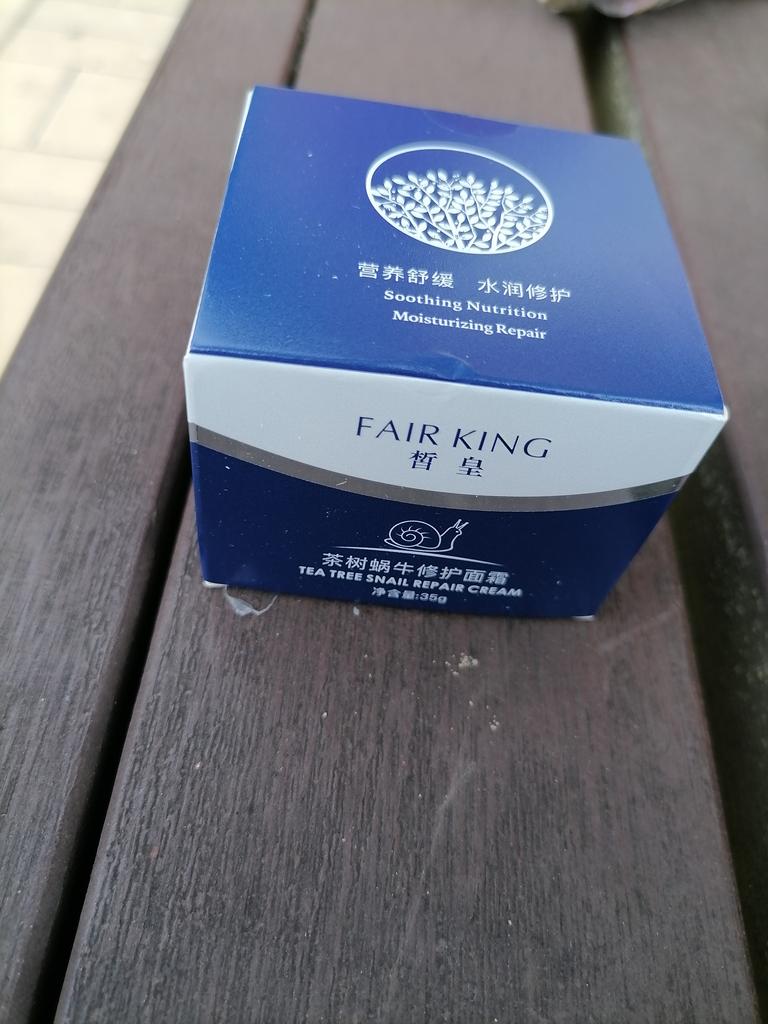 营养舒缓 水润修护
Soothing Nutrition
Moisturizing Repair
FAIR KING
皙皇
茶树蜗牛修护面霜
TEA TREE SNAIL REPAIR CREAM
净含量:35g